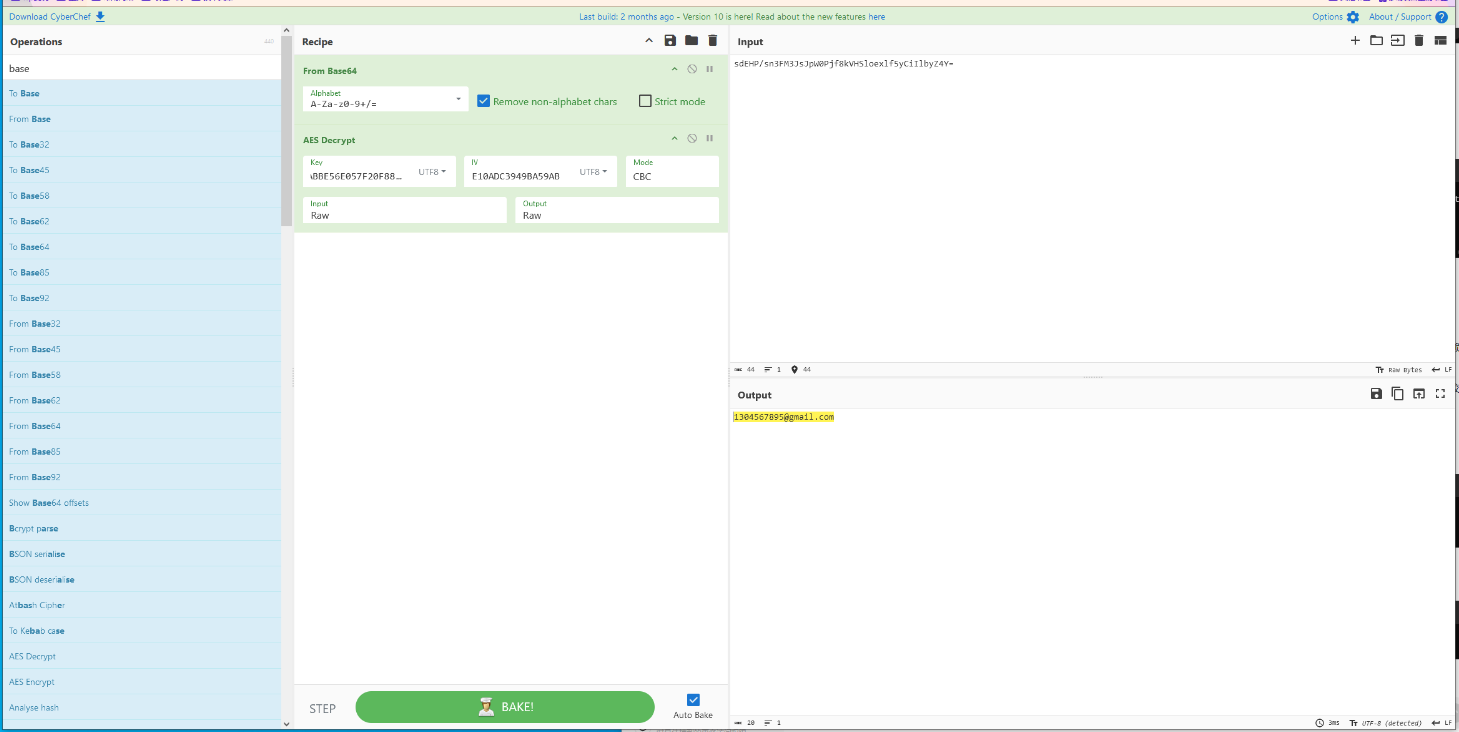 Download CyberChef
Last build: 2 months ago - Version 10 is here! Read about the new features here
Options
About / Support
Operations
440
base
To Base
From Base
To Base32
To Base45
To Base58
To Base62
To Base64
To Base85
To Base92
From Base32
From Base45
From Base58
From Base62
From Base64
From Base85
From Base92
Show Base64 offsets
Bcrypt parse
BSON serialise
BSON deserialise
Atbash Cipher
To Kebab case
AES Decrypt
AES Encrypt
Analyse hash
Recipe
From Base64
Alphabet
A-Za-z0-9+/=
Remove non-alphabet chars
Strict mode
AES Decrypt
Key
ABBE56E057F20F88…
UTF8
IV
E10ADC3949BA59AB
UTF8
Mode
CBC
Input
Raw
Output
Raw
STEP
BAKE!
Auto Bake
Input
sdEHP/sn3FM3JsJpW0Pjf8kVHSloexlf5yCiIlbyZ4Y=
44
1
44
Raw Bytes
LF
Output
1304567895@gmail.com
20
1
3ms
UTF-8 (detected)
LF